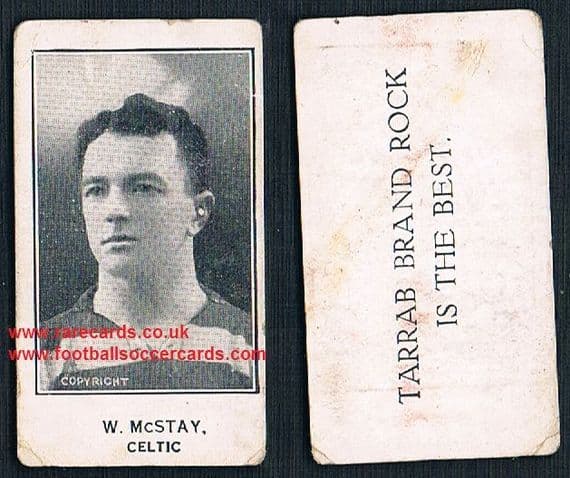 www.rarecards.co.uk
www.footballsoccercards.com
COPYRIGHT
W. McSTAY,
CELTIC
TARRAB BRAND ROCK
IS THE BEST.